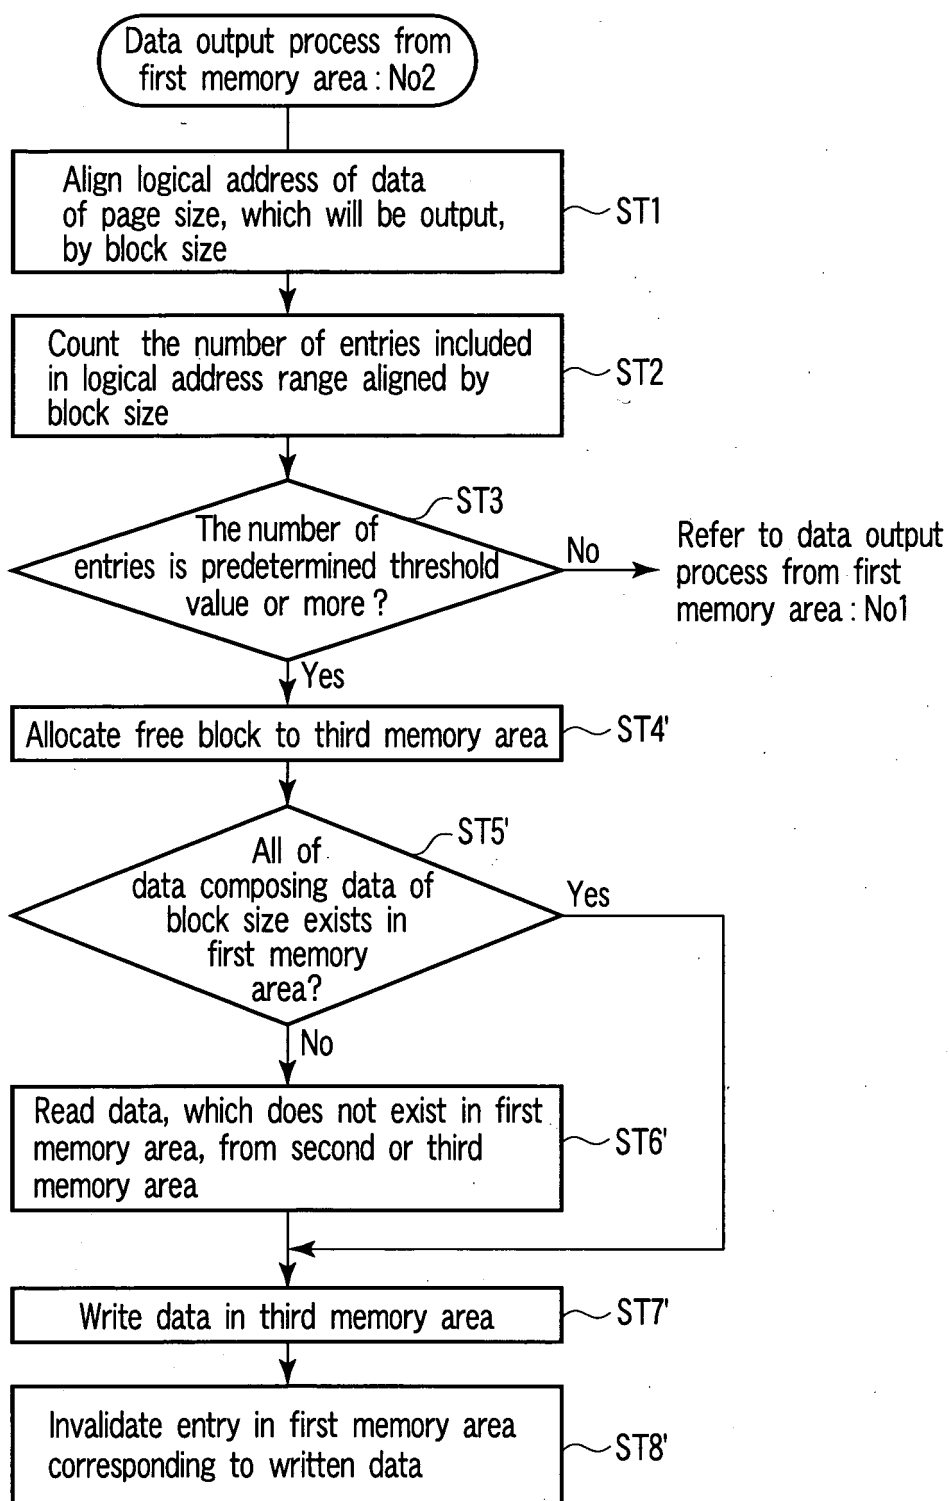 Data output process from
first memory area : No2
Align logical address of data
of page size, which will be output,
by block size
ST1
Count the number of entries included
in logical address range aligned by
block size
ST2
ST3
The number of
entries is predetermined threshold
value or more ?
No
Refer to data output
process from first
memory area : No1
Yes
Allocate free block to third memory area
ST4'
ST5'
All of
data composing data of
block size exists in
first memory
area?
Yes
No
Read data, which does not exist in first
memory area, from second or third
memory area
ST6'
Write data in third memory area
ST7'
Invalidate entry in first memory area
corresponding to written data
ST8'